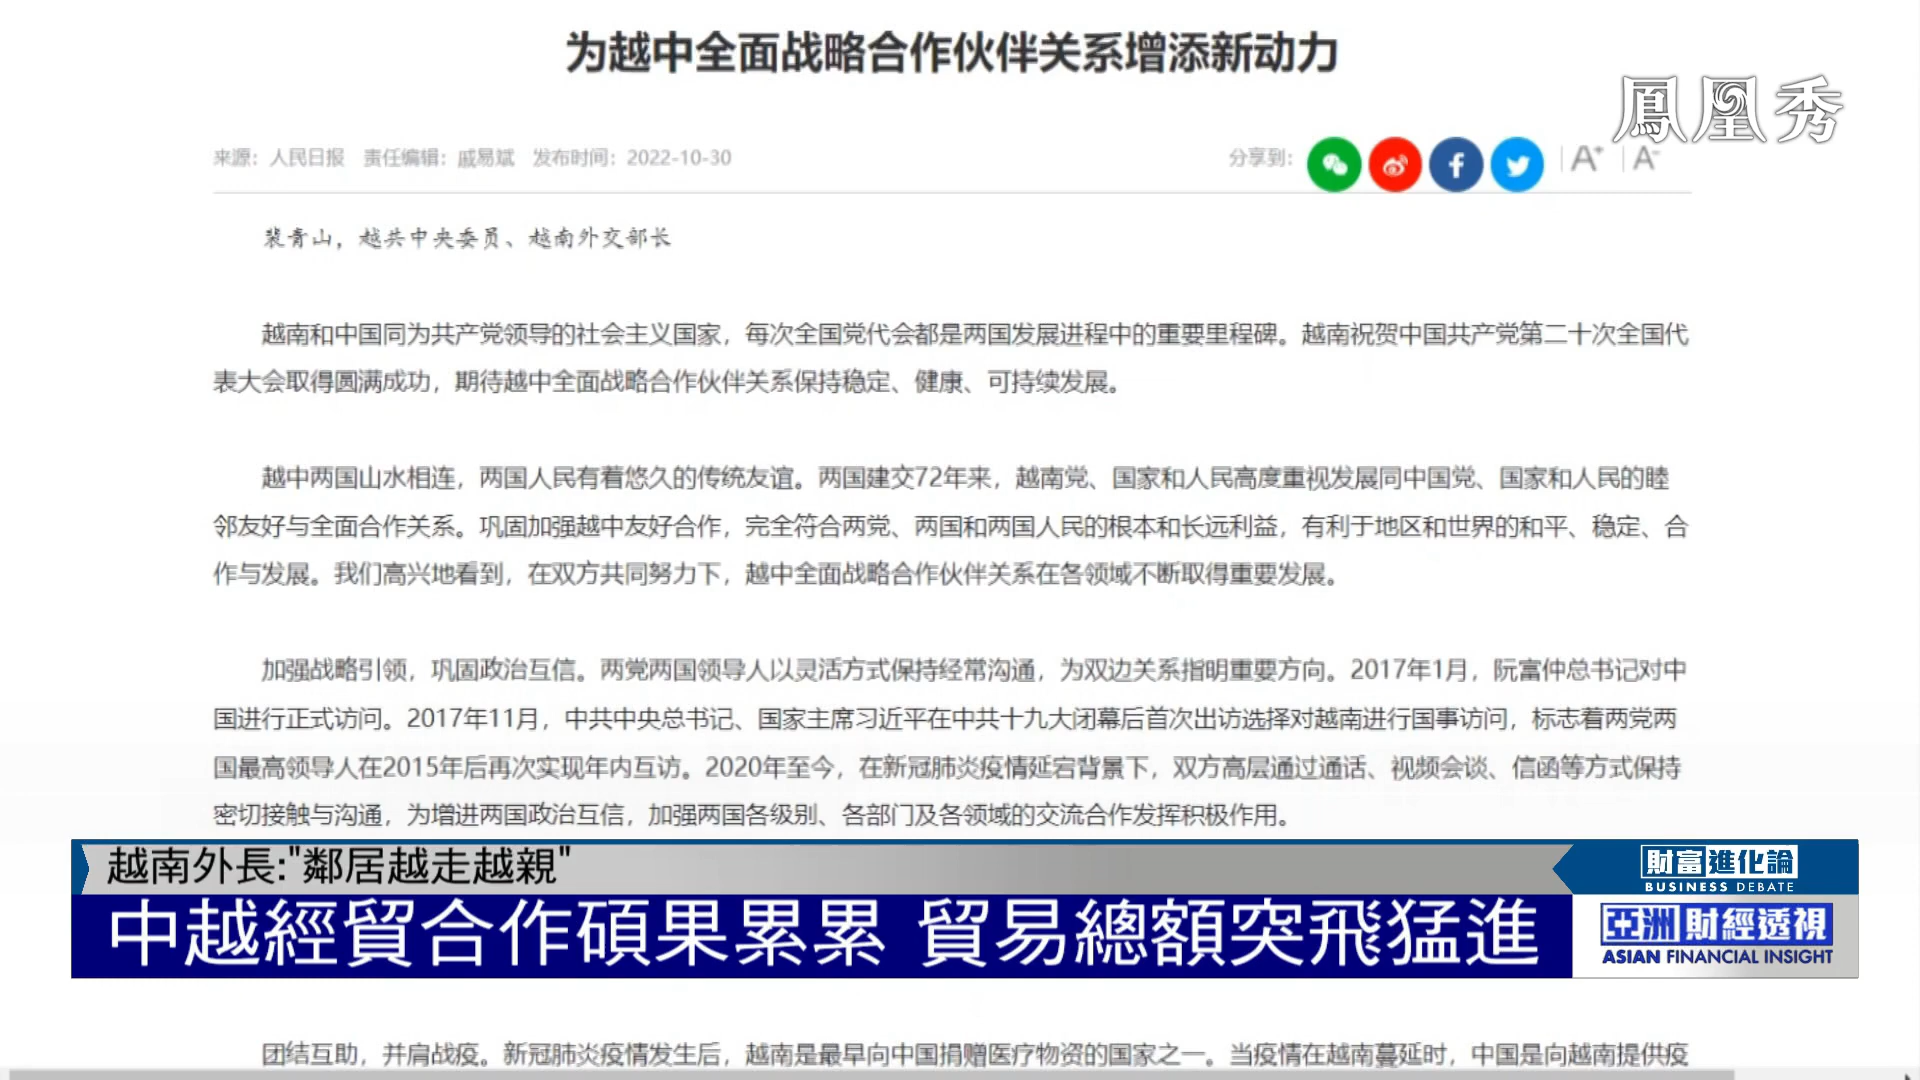 为越中全面战略合作伙伴关系增添新动力
鳳凰秀
来源：人民日报 责任编辑：戚易斌 发布时间：2022-10-30
分享到：
A+ A-
裴青山，越共中央委员、越南外交部长
越南和中国同为共产党领导的社会主义国家，每次全国党代会都是两国发展进程中的重要里程碑。越南祝贺中国共产党第二十次全国代
表大会取得圆满成功，期待越中全面战略合作伙伴关系保持稳定、健康、可持续发展。
越中两国山水相连，两国人民有着悠久的传统友谊。两国建交72年来，越南党、国家和人民高度重视发展同中国党、国家和人民的睦
邻友好与全面合作关系。巩固加强越中友好合作，完全符合两党、两国和两国人民的根本和长远利益，有利于地区和世界的和平、稳定、合
作与发展。我们高兴地看到，在双方共同努力下，越中全面战略合作伙伴关系在各领域不断取得重要发展。
加强战略引领，巩固政治互信。两党两国领导人以灵活方式保持经常沟通，为双边关系指明重要方向。2017年1月，阮富仲总书记对中
国进行正式访问。2017年11月，中共中央总书记、国家主席习近平在中共十九大闭幕后首次出访选择对越南进行国事访问，标志着两党两
国最高领导人在2015年后再次实现年内互访。2020年至今，在新冠肺炎疫情延宕背景下，双方高层通过通话、视频会谈、信函等方式保持
密切接触与沟通，为增进两国政治互信，加强两国各级别、各部门及各领域的交流合作发挥积极作用。
越南外長:"鄰居越走越親"
財富進化論
BUSINESS DEBATE
中越經貿合作碩果累累 貿易總額突飛猛進
亞洲財經透視
ASIAN FINANCIAL INSIGHT
团结互助，并肩战疫。新冠肺炎疫情发生后，越南是最早向中国捐赠医疗物资的国家之一。当疫情在越南蔓延时，中国是向越南提供疫